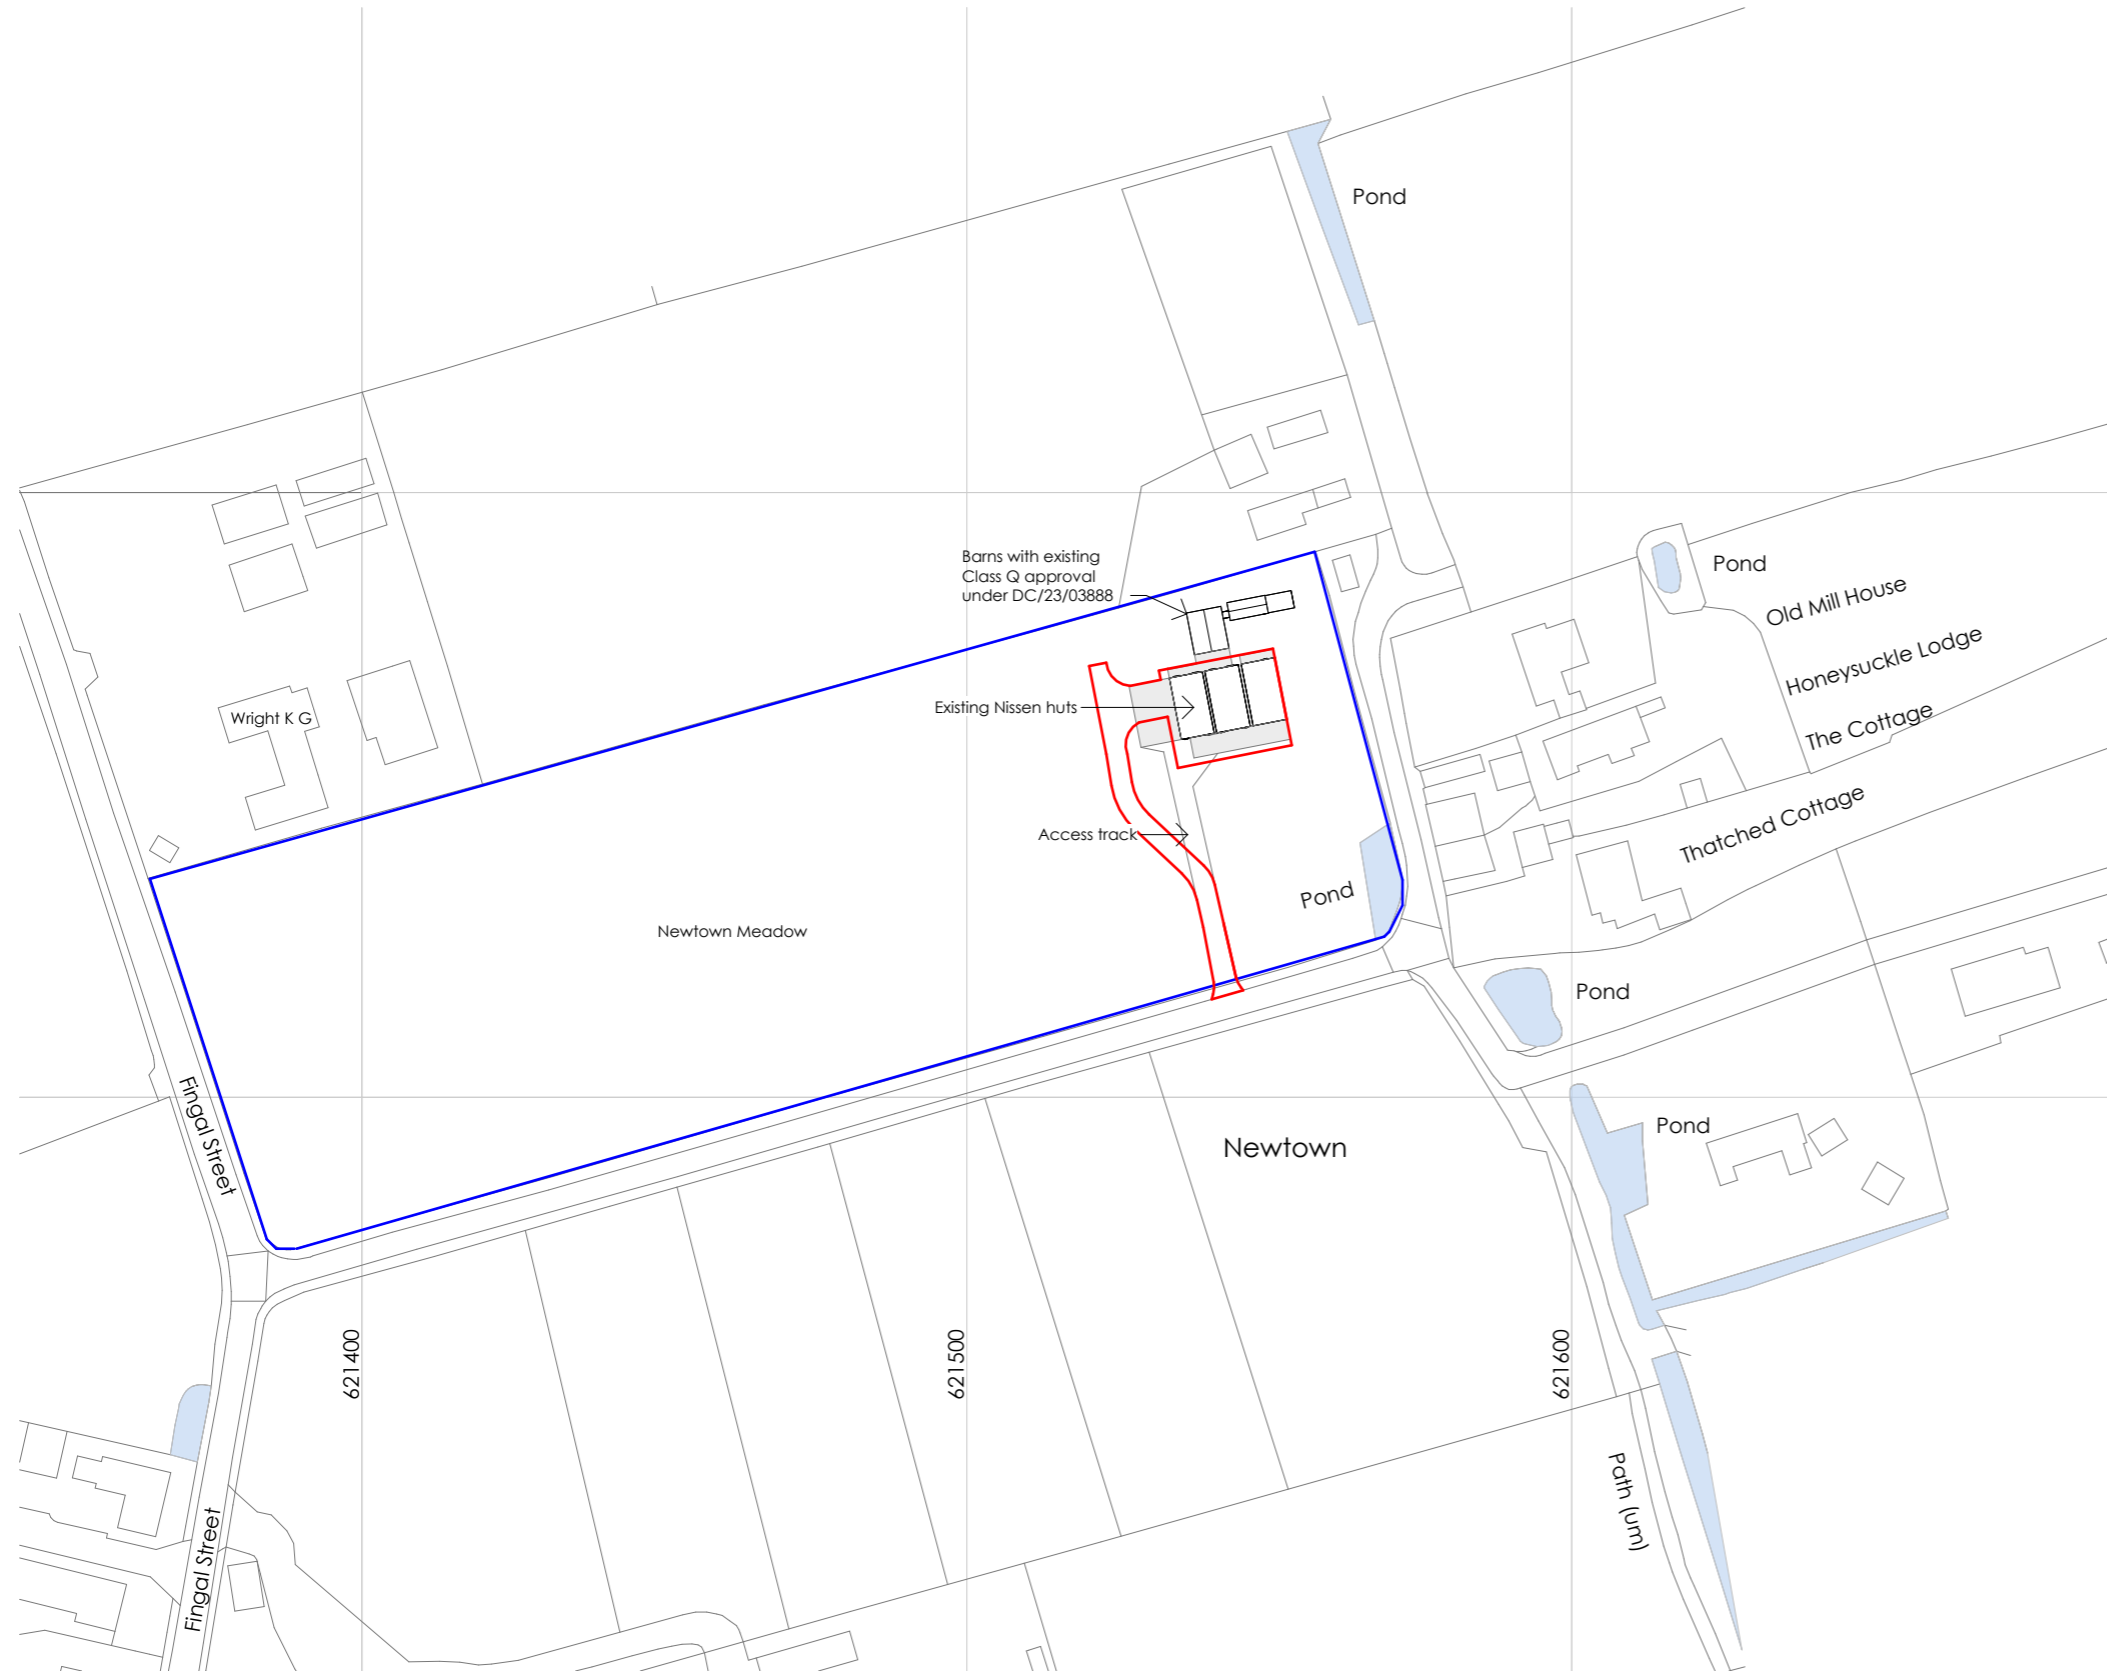 Pond
Barns with existing
Class Q approval
under DC/23/03888
Pond
Old Mill House
Honeysuckle Lodge
The Cottage
Wright K G
Existing Nissen huts
Thatched Cottage
Access track
Pond
Newtown Meadow
Pond
Fingal Street
Pond
Newtown
621400
621500
621600
Path (um)
Fingal Street